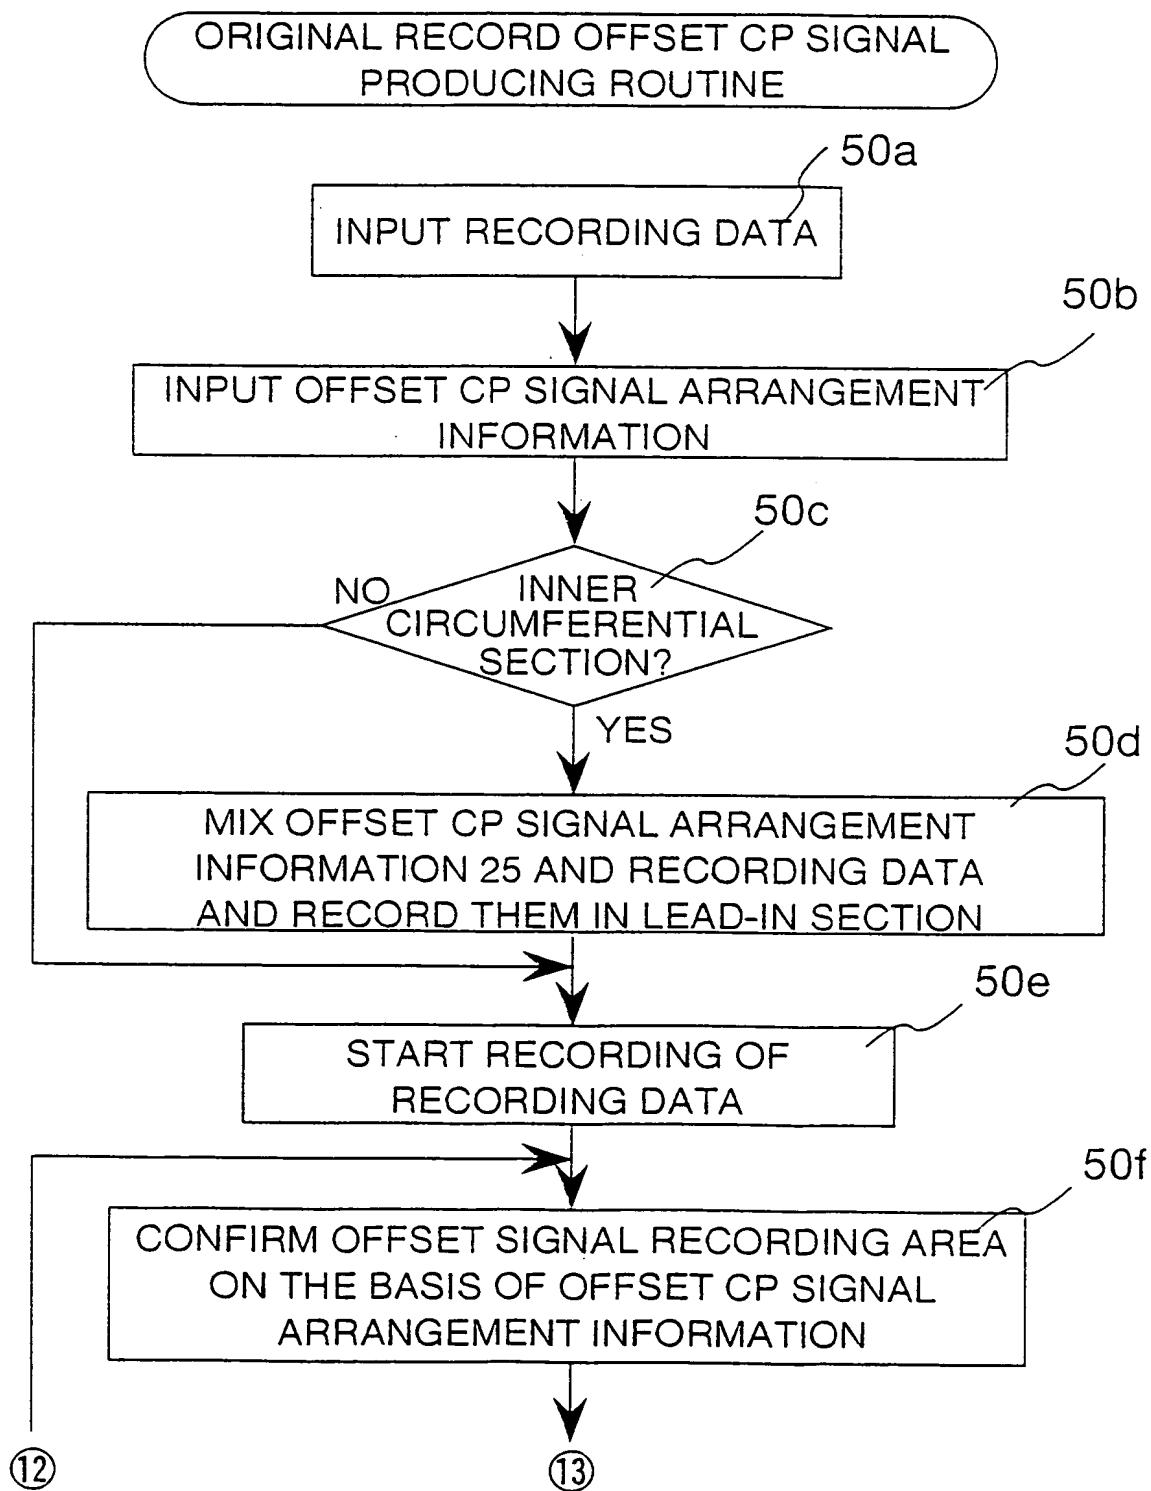 ORIGINAL RECORD OFFSET CP SIGNAL
PRODUCING ROUTINE
50a
INPUT RECORDING DATA
50b
INPUT OFFSET CP SIGNAL ARRANGEMENT
INFORMATION
50c
NO
INNER
CIRCUMFERENTIAL
SECTION?
YES
50d
MIX OFFSET CP SIGNAL ARRANGEMENT
INFORMATION 25 AND RECORDING DATA
AND RECORD THEM IN LEAD-IN SECTION
50e
START RECORDING OF
RECORDING DATA
50f
CONFIRM OFFSET SIGNAL RECORDING AREA
ON THE BASIS OF OFFSET CP SIGNAL
ARRANGEMENT INFORMATION
⑫ ⑬